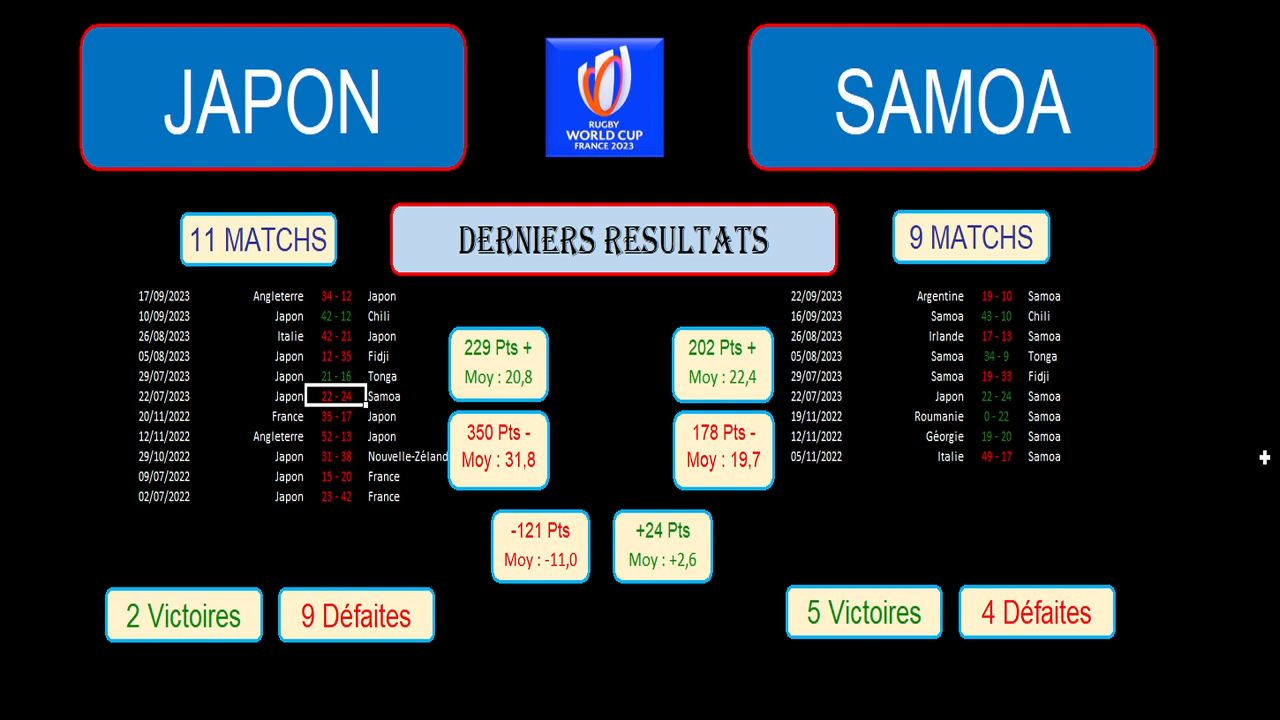 JAPON
RUGBY
WORLD CUP
FRANCE 2023
SAMOA
11 MATCHS
DERNIERS RESULTATS
9 MATCHS
17/09/2023 Angleterre 34 - 12 Japon
10/09/2023 Japon 42 - 12 Chili
26/08/2023 Italie 42 - 21 Japon
05/08/2023 Japon 12 - 35 Fidji
29/07/2023 Japon 21 - 16 Tonga
22/07/2023 Japon 22 - 24 Samoa
20/11/2022 France 35 - 17 Japon
12/11/2022 Angleterre 52 - 13 Japon
29/10/2022 Japon 31 - 38 Nouvelle-Zéland
09/07/2022 Japon 15 - 20 France
02/07/2022 Japon 23 - 42 France
229 Pts +
Moy : 20,8
350 Pts -
Moy : 31,8
-121 Pts
Moy : -11,0
202 Pts +
Moy : 22,4
178 Pts -
Moy : 19,7
+24 Pts
Moy : +2,6
22/09/2023 Argentine 19 - 10 Samoa
16/09/2023 Samoa 43 - 10 Chili
26/08/2023 Irlande 17 - 13 Samoa
05/08/2023 Samoa 34 - 9 Tonga
29/07/2023 Samoa 19 - 33 Fidji
22/07/2023 Japon 22 - 24 Samoa
19/11/2022 Roumanie 0 - 22 Samoa
12/11/2022 Géorgie 19 - 20 Samoa
05/11/2022 Italie 49 - 17 Samoa
2 Victoires
9 Défaites
5 Victoires
4 Défaites